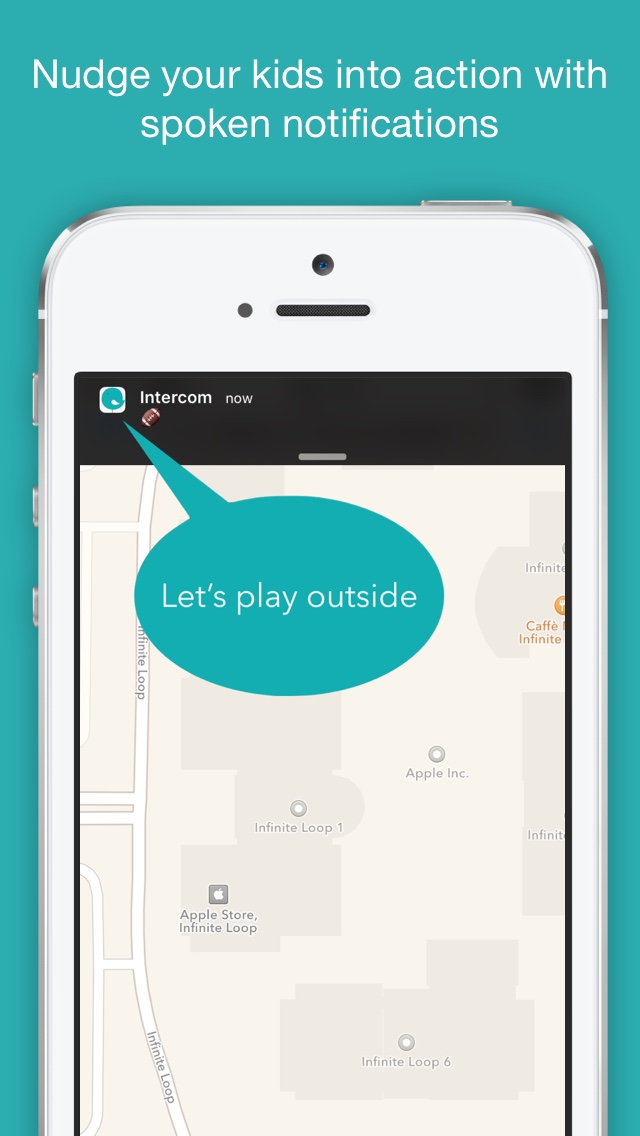 Nudge your kids into action with
spoken notifications
Intercom now
Let's play outside
Infinite
Caffè
Infinite
Infinite Loop
Apple Inc.
Infinite Loop 1
Infinite
Apple Store,
Infinite Loop
Infinite Loop 6
Infinite Loop